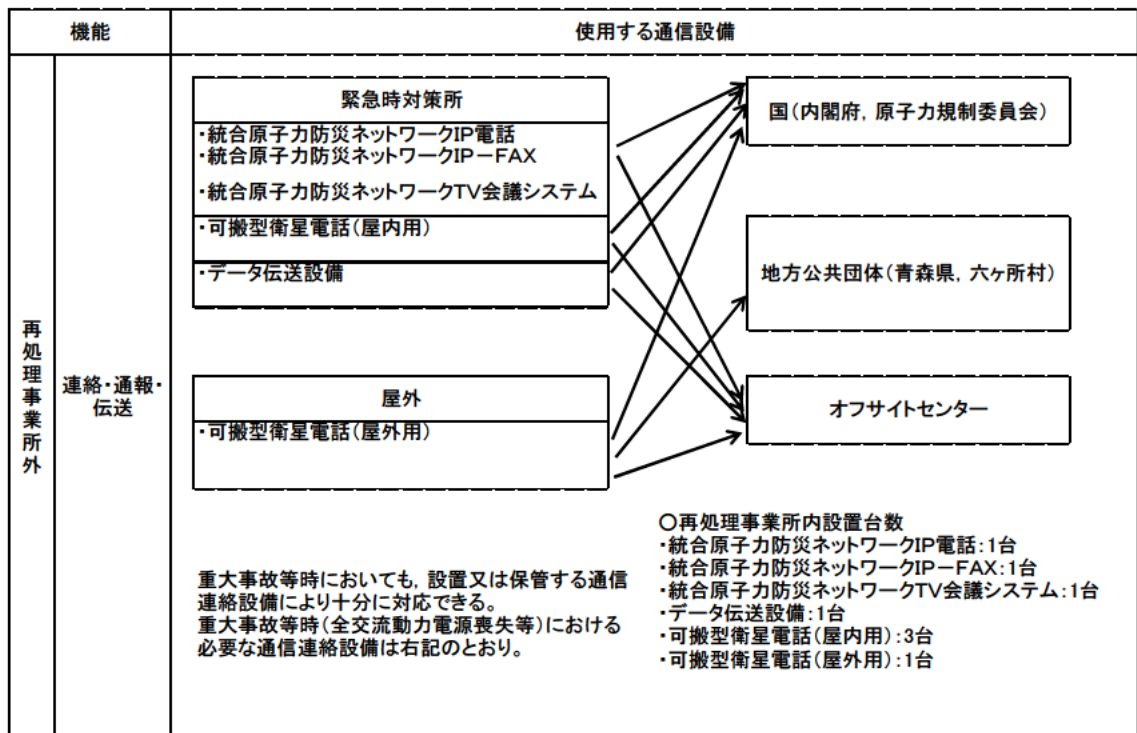 機能
使用する通信設備
再処理事業所外
連絡・通報・
伝送
緊急時対策所
・統合原子力防災ネットワークIP電話
・統合原子力防災ネットワークIP－FAX
・統合原子力防災ネットワークTV会議システム
・可搬型衛星電話(屋内用)
・データ伝送設備
屋外
・可搬型衛星電話(屋外用)
国(内閣府，原子力規制委員会)
地方公共団体(青森県，六ヶ所村)
オフサイトセンター
重大事故等時においても，設置又は保管する通信
連絡設備により十分に対応できる。
重大事故等時(全交流動力電源喪失等)における
必要な通信連絡設備は右記のとおり。
○再処理事業所内設置台数
・統合原子力防災ネットワークIP電話：1台
・統合原子力防災ネットワークIP－FAX：1台
・統合原子力防災ネットワークTV会議システム：1台
・データ伝送設備：1台
・可搬型衛星電話(屋内用)：3台
・可搬型衛星電話(屋外用)：1台